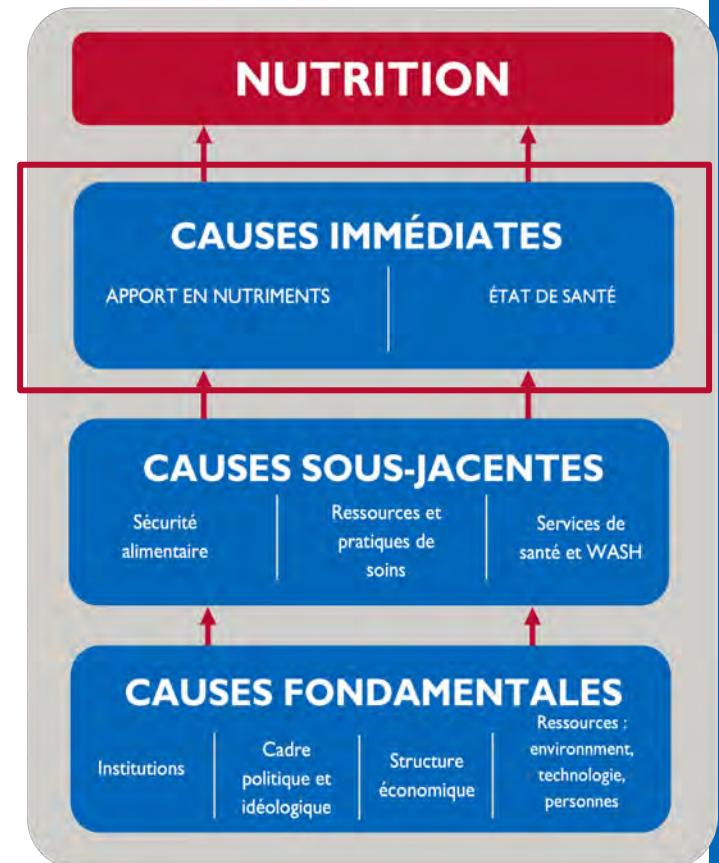 NUTRITION
CAUSES IMMÉDIATES
APPORT EN NUTRIMENTS
ÉTAT DE SANTÉ
CAUSES SOUS-JACENTES
Sécurité
alimentaire
Ressources et
pratiques de
soins
Services de
santé et WASH
CAUSES FONDAMENTALES
Institutions
Cadre
politique et
idéologique
Structure
économique
Ressources :
environnment,
technologie,
personnes